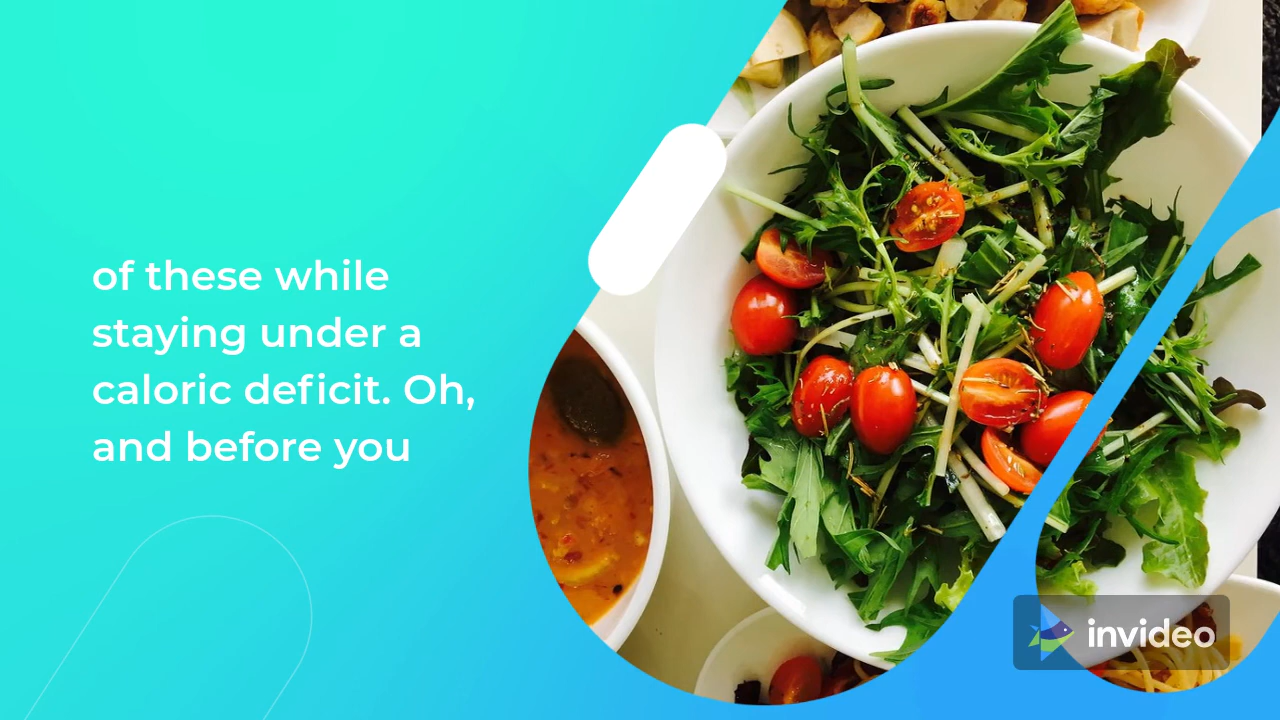 of these while
staying under a
caloric deficit. Oh,
and before you
invideo